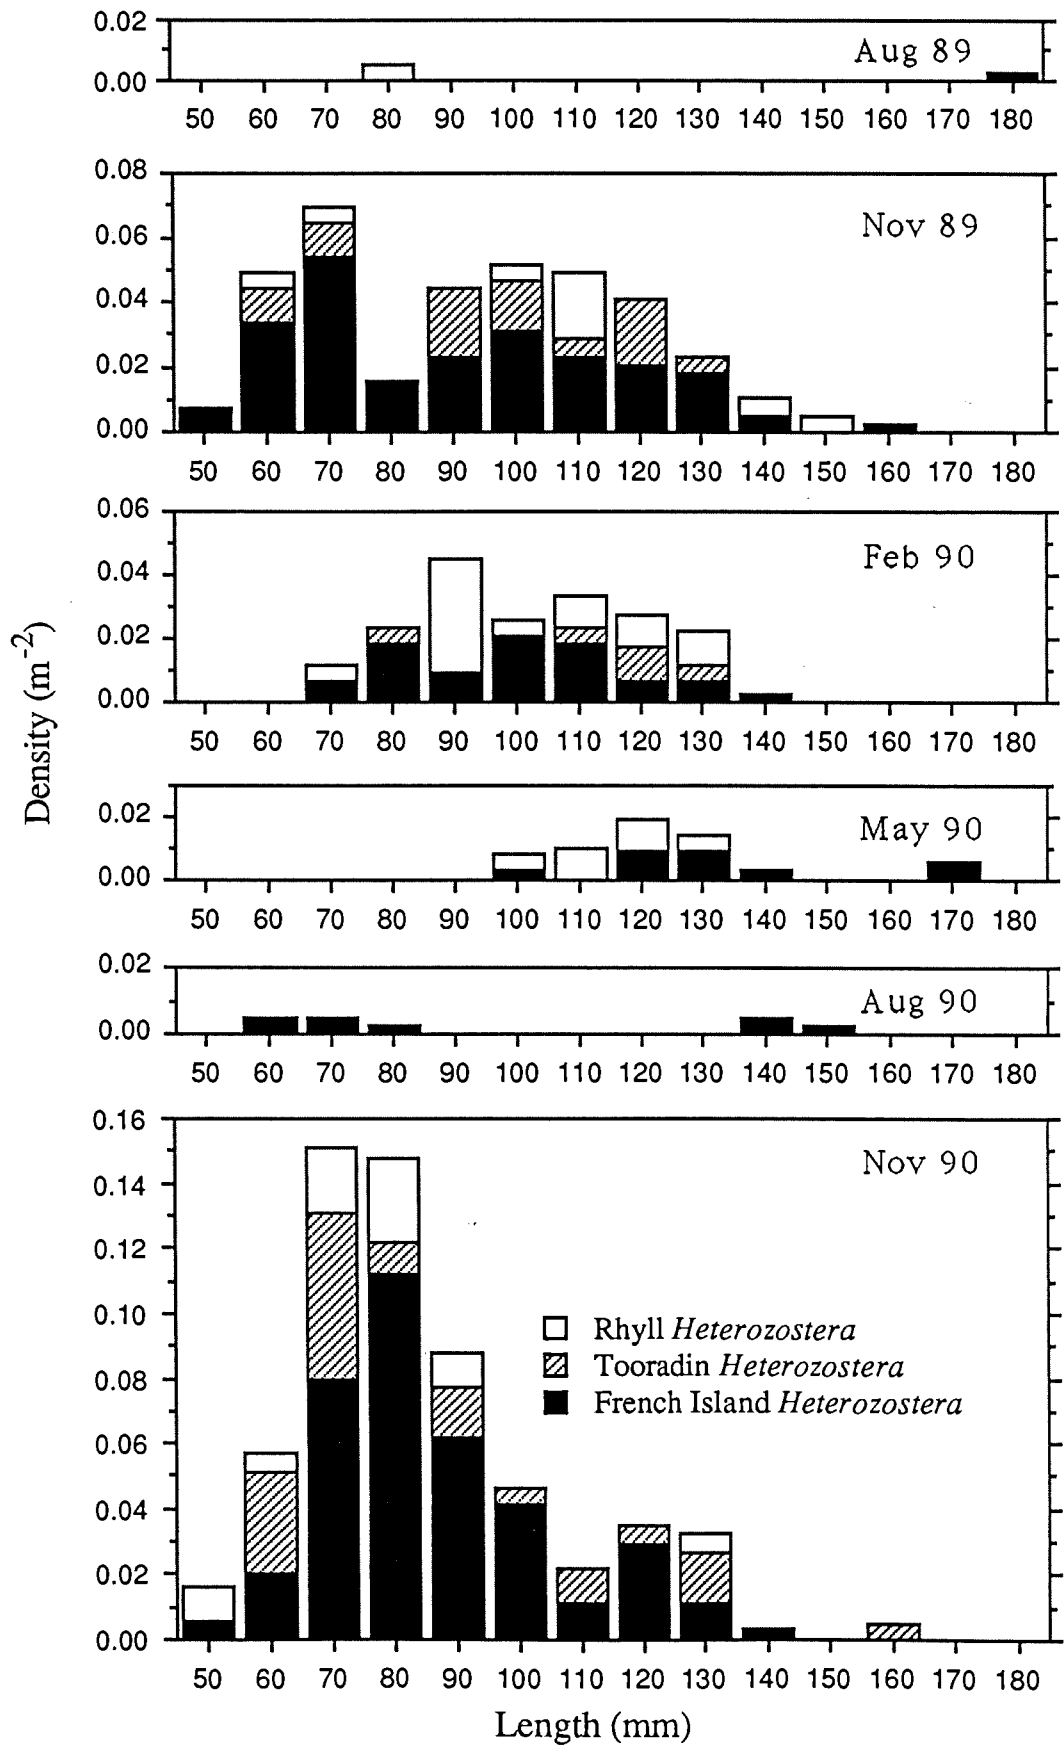 0.02
Aug 89
0.00
50 60 70 80 90 100 110 120 130 140 150 160 170 180
0.08
Nov 89
0.06
0.04
0.02
0.00
50 60 70 80 90 100 110 120 130 140 150 160 170 180
0.06
Feb 90
0.04
0.02
0.00
50 60 70 80 90 100 110 120 130 140 150 160 170 180
Density (m⁻²)
0.02
May 90
0.00
50 60 70 80 90 100 110 120 130 140 150 160 170 180
0.02
Aug 90
0.00
50 60 70 80 90 100 110 120 130 140 150 160 170 180
0.16
Nov 90
0.14
0.12
0.10
Rhyll Heterozostera
Tooradin Heterozostera
0.08
French Island Heterozostera
0.06
0.04
0.02
0.00
50 60 70 80 90 100 110 120 130 140 150 160 170 180
Length (mm)